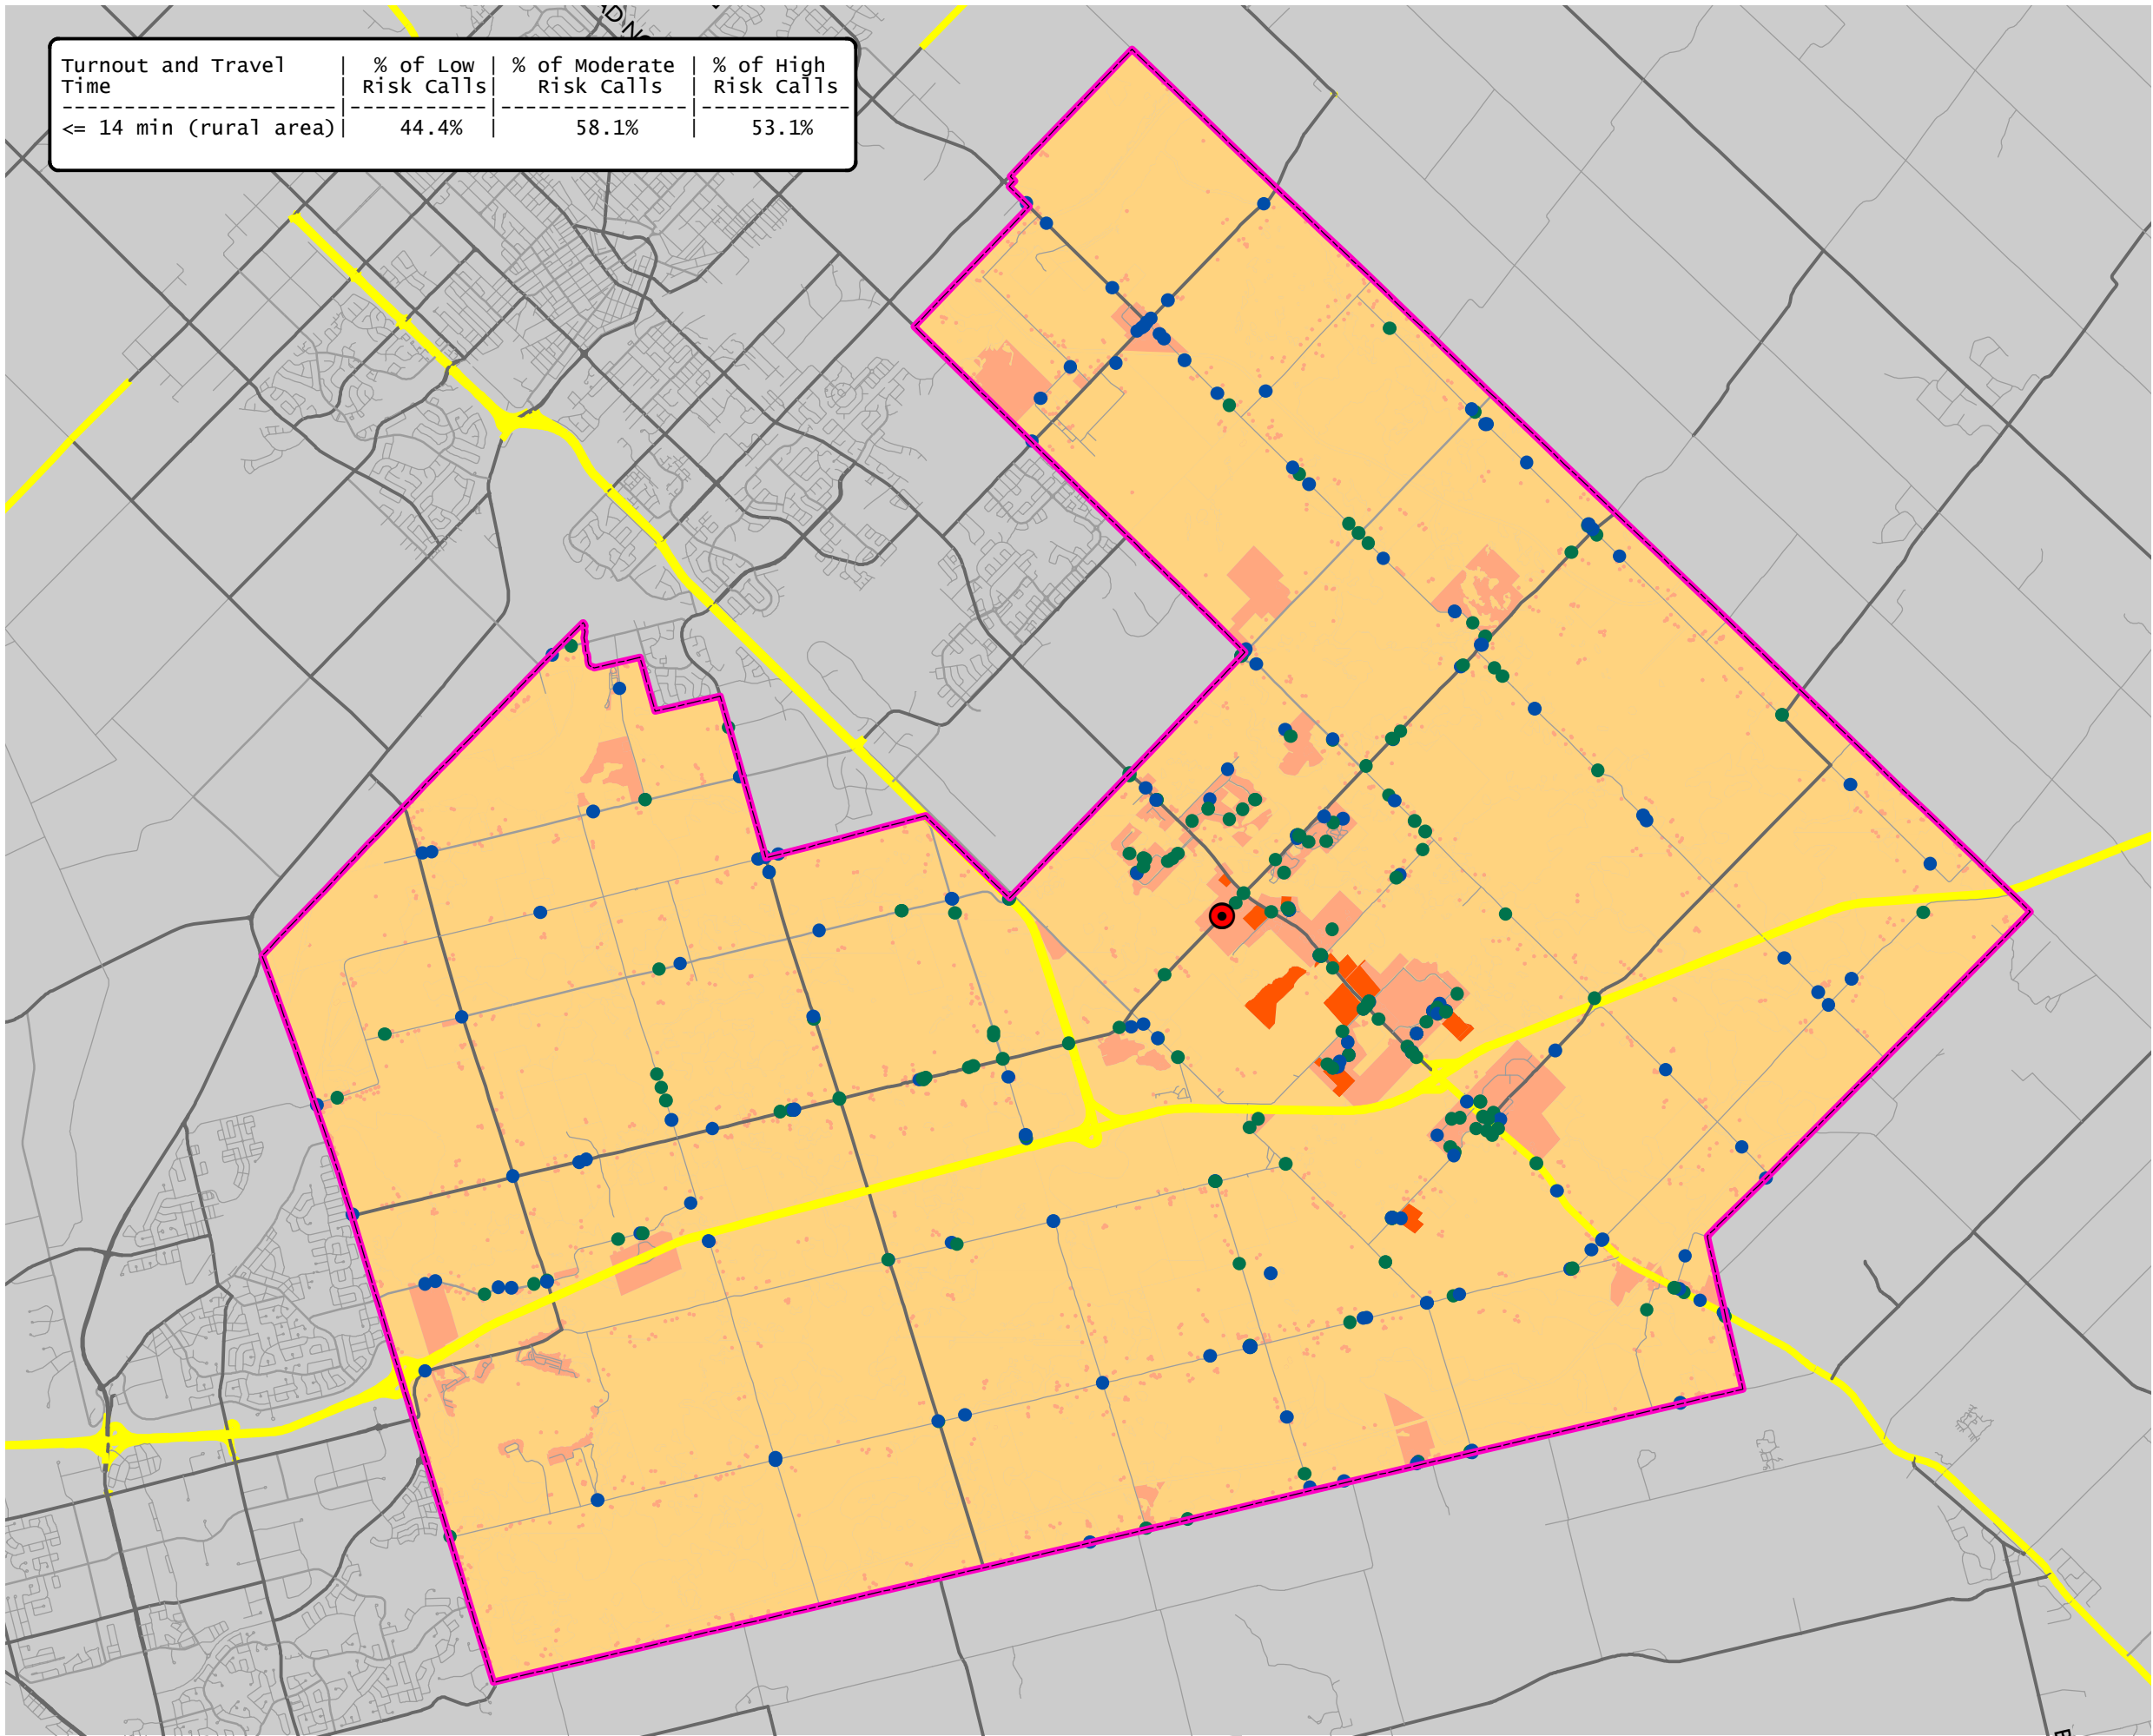 Turnout and Travel | % of Low | % of Moderate | % of High
Time | Risk Calls| Risk Calls | Risk Calls
----------------------|-----------|---------------|------------
<= 14 min (rural area)| 44.4% | 58.1% | 53.1%